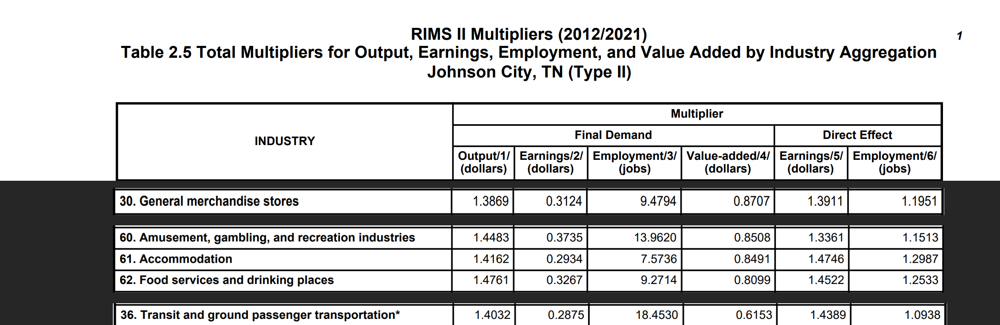 RIMS II Multipliers (2012/2021)
1
Table 2.5 Total Multipliers for Output, Earnings, Employment, and Value Added by Industry Aggregation
Johnson City, TN (Type II)
INDUSTRY
Multiplier
Final Demand
Direct Effect
Output/1/ (dollars)
Earnings/2/ (dollars)
Employment/3/ (jobs)
Value-added/4/ (dollars)
Earnings/5/ (dollars)
Employment/6/ (jobs)
30. General merchandise stores 1.3869 0.3124 9.4794 0.8707 1.3911 1.1951
60. Amusement, gambling, and recreation industries 1.4483 0.3735 13.9620 0.8508 1.3361 1.1513
61. Accommodation 1.4162 0.2934 7.5736 0.8491 1.4746 1.2987
62. Food services and drinking places 1.4761 0.3267 9.2714 0.8099 1.4522 1.2533
36. Transit and ground passenger transportation* 1.4032 0.2875 18.4530 0.6153 1.4389 1.0938